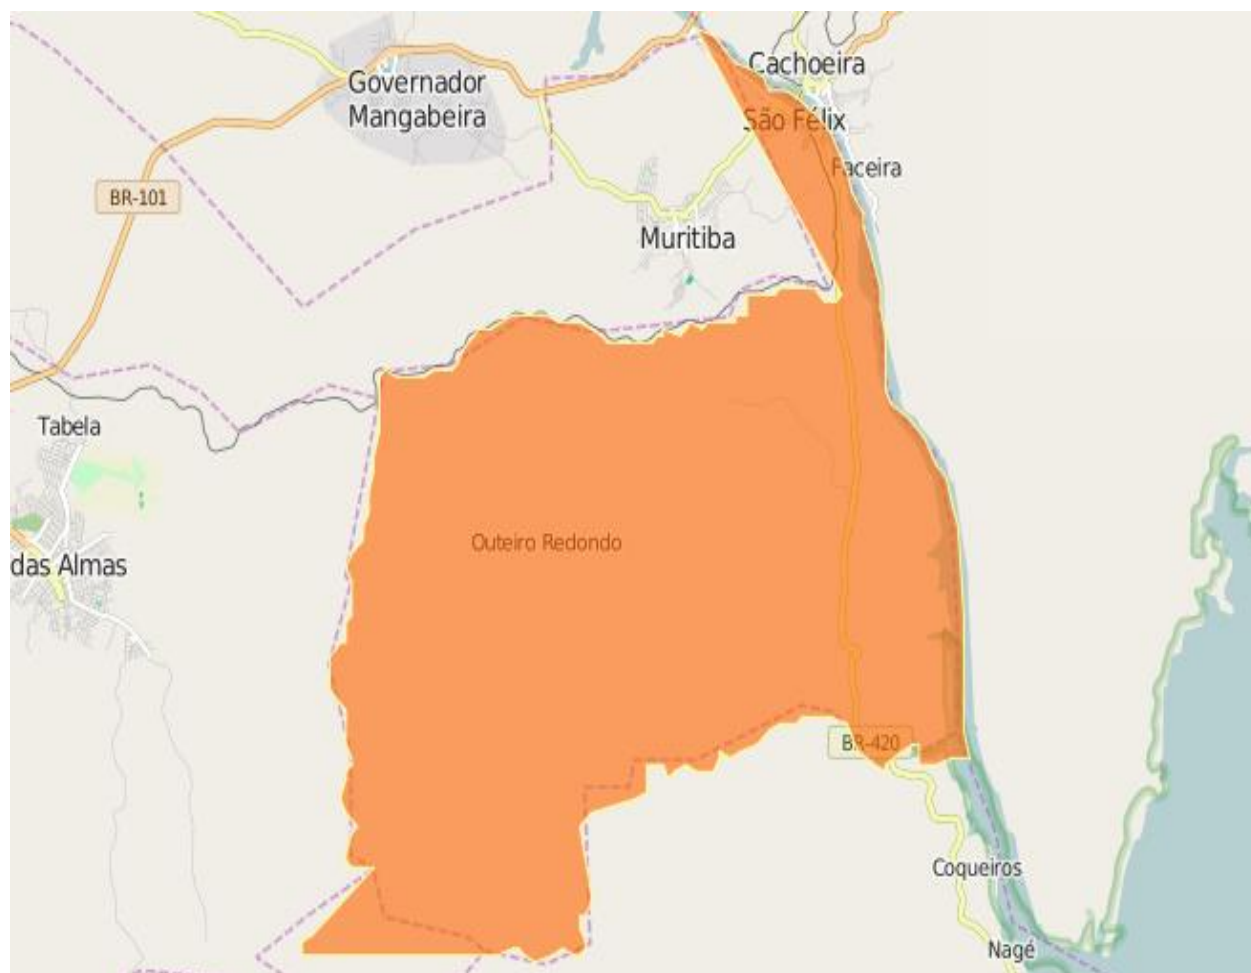 Cachoeira
Governador
Mangabeira
São Félix
Faceira
BR-101
Muritiba
Tabela
Outeiro Redondo
das Almas
BR-420
Coqueiros
Nagé